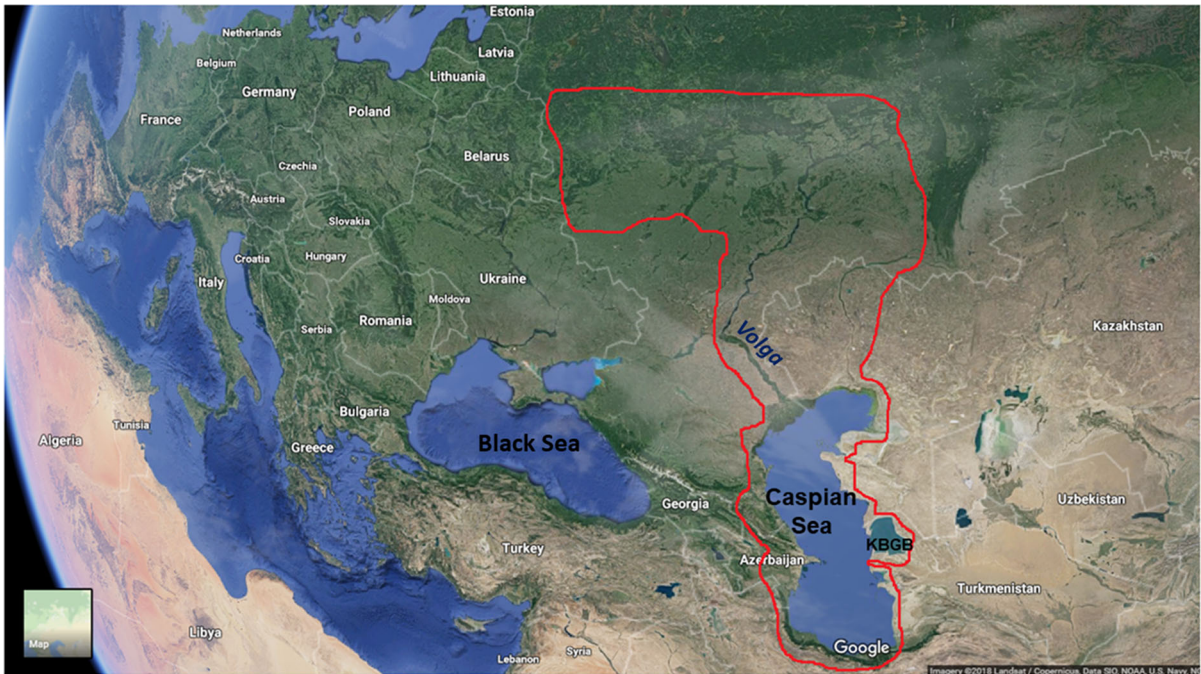 Estonia
Netherlands
Latvia
Belgium
Lithuania
Germany
Poland
France
Belarus
Czechia
Austria
Slovakia
Hungary
Croatia
Ukraine
Italy
Moldova
Romania
Serbia
Volga
Kazakhstan
Bulgaria
Tunisia
Algeria
Greece
Black Sea
Caspian
Sea
Georgia
Uzbekistan
KBGB
Turkey
Azerbaijan
Turkmenistan
Libya
Map
Google
Syria
Lebanon
Imagery ©2018 Landsat / Copernicus, Data SIO, NOAA, U.S. Navy, NG